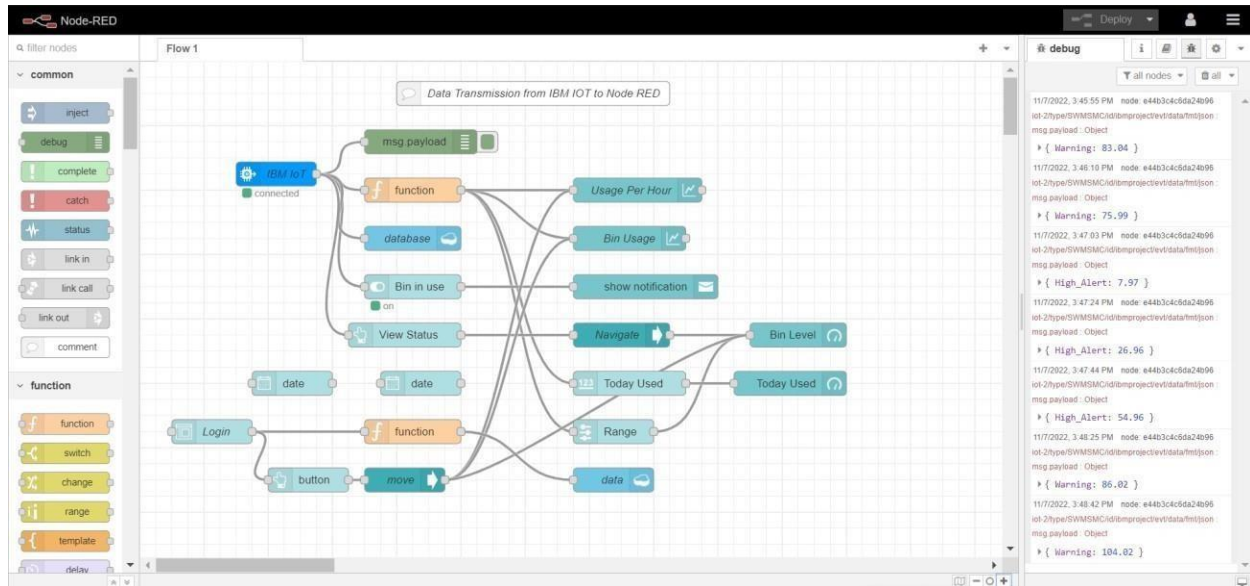 Node-RED
Deploy
filter nodes
Flow 1
debug
i
all nodes
all
common
inject
debug
complete
catch
status
link in
link call
link out
comment
function
function
switch
change
range
template
delay
Data Transmission from IBM IOT to Node RED
msg.payload
IBM IoT
connected
function
Usage Per Hour
database
Bin Usage
Bin in use
on
show notification
View Status
Navigate
Bin Level
date
date
123
Today Used
Today Used
Login
function
Range
button
move
data
11/7/2022, 3:45:55 PM node: e44b3c4c6da24b96
iot-2/type/SWMSMC/id/ibmproject/evt/data/fmt/json :
msg.payload : Object
{ Warning: 83.04 }
11/7/2022, 3:46:10 PM node: e44b3c4c6da24b96
iot-2/type/SWMSMC/id/ibmproject/evt/data/fmt/json :
msg.payload : Object
{ Warning: 75.99 }
11/7/2022, 3:47:03 PM node: e44b3c4c6da24b96
iot-2/type/SWMSMC/id/ibmproject/evt/data/fmt/json :
msg.payload : Object
{ High_Alert: 7.97 }
11/7/2022, 3:47:24 PM node: e44b3c4c6da24b96
iot-2/type/SWMSMC/id/ibmproject/evt/data/fmt/json :
msg.payload : Object
{ High_Alert: 26.96 }
11/7/2022, 3:47:44 PM node: e44b3c4c6da24b96
iot-2/type/SWMSMC/id/ibmproject/evt/data/fmt/json :
msg.payload : Object
{ High_Alert: 54.96 }
11/7/2022, 3:48:25 PM node: e44b3c4c6da24b96
iot-2/type/SWMSMC/id/ibmproject/evt/data/fmt/json :
msg.payload : Object
{ Warning: 86.02 }
11/7/2022, 3:48:42 PM node: e44b3c4c6da24b96
iot-2/type/SWMSMC/id/ibmproject/evt/data/fmt/json :
msg.payload : Object
{ Warning: 104.02 }